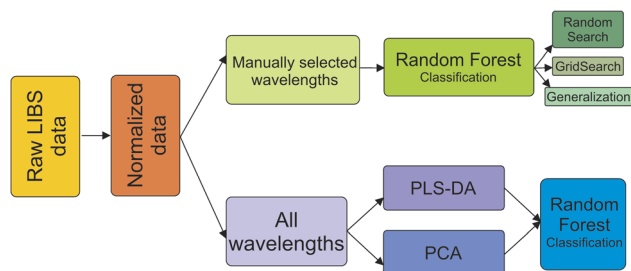 Raw LIBS
data
Normalized
data
Manually selected
wavelengths
Random Forest
Classification
Random
Search
GridSearch
Generalization
All
wavelengths
PLS-DA
PCA
Random
Forest
Classification